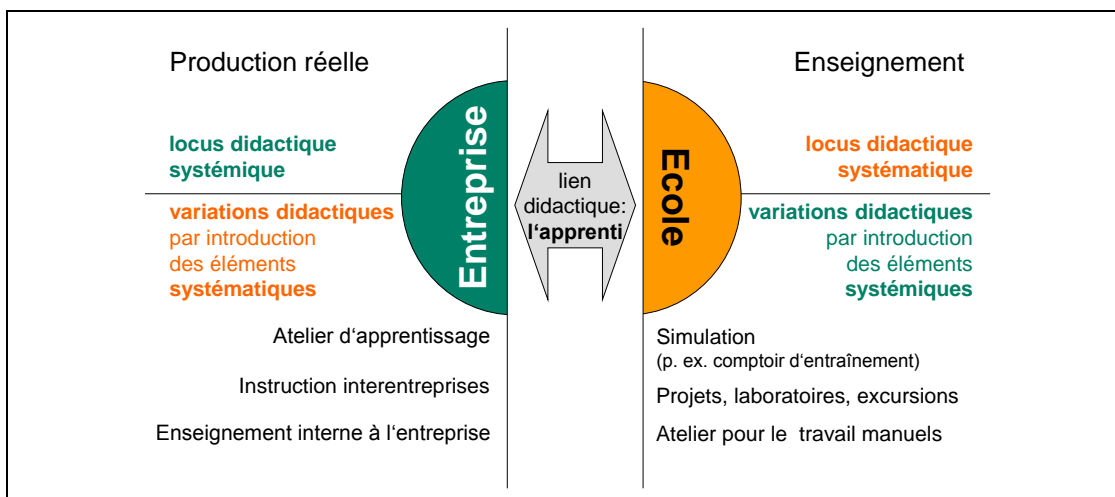 Production réelle
Enseignement
locus didactique
systémique
variations didactiques
par introduction
des éléments
systématiques
Entreprise
lien
didactique:
l‘apprenti
Ecole
locus didactique
systématique
variations didactiques
par introduction
des éléments
systémiques
Atelier d‘apprentissage
Instruction interentreprises
Enseignement interne à l‘entreprise
Simulation
(p. ex. comptoir d‘entraînement)
Projets, laboratoires, excursions
Atelier pour le travail manuels